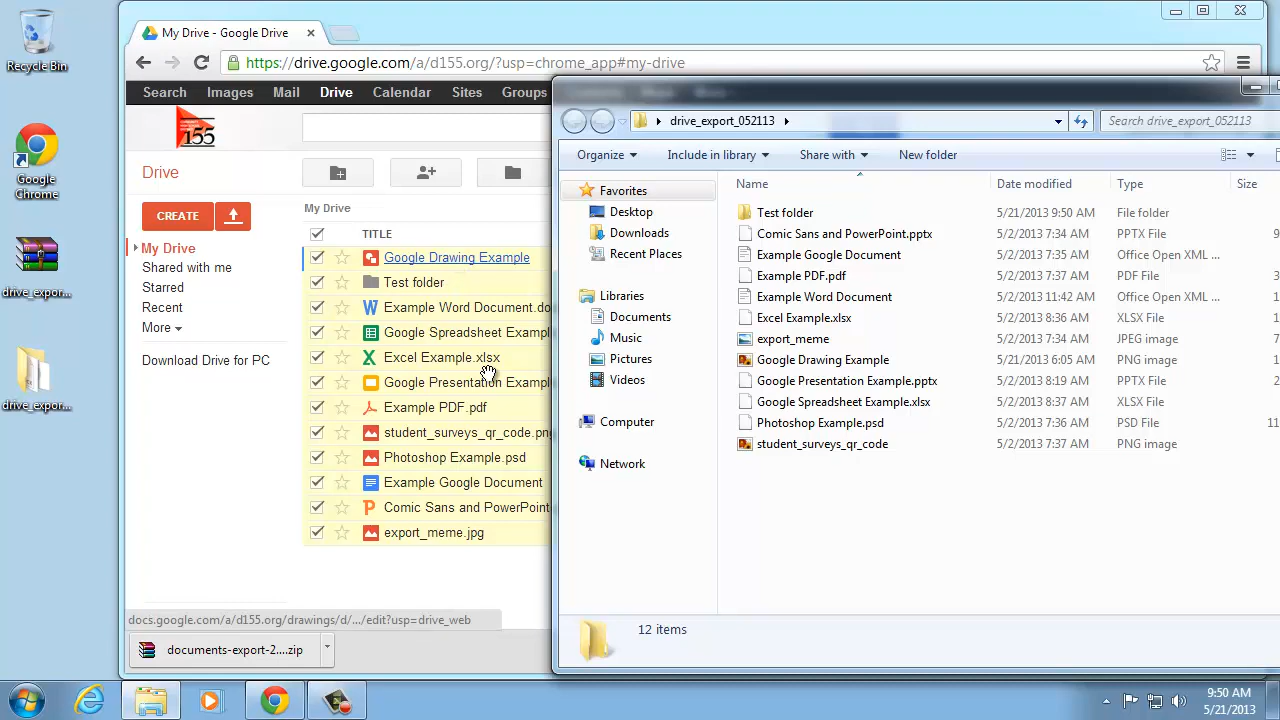 Recycle Bin
Google
Chrome
drive_expor...
drive_expor...
My Drive - Google Drive
https://drive.google.com/a/d155.org/?usp=chrome_app#my-drive
Search Images Mail Drive Calendar Sites Groups
155
Drive
CREATE
My Drive
Shared with me
Starred
Recent
More
Download Drive for PC
My Drive
TITLE
Google Drawing Example
Test folder
Example Word Document.do
Google Spreadsheet Exampl
Excel Example.xlsx
Google Presentation Exampl
Example PDF.pdf
student_surveys_qr_code.png
Photoshop Example.psd
Example Google Document
Comic Sans and PowerPoint
export_meme.jpg
docs.google.com/a/d155.org/drawings/d/.../edit?usp=drive_web
documents-export-2....zip
drive_export_052113
Search drive_export_052113
Organize Include in library Share with New folder
Favorites
Desktop
Downloads
Recent Places
Libraries
Documents
Music
Pictures
Videos
Computer
Network
Name Date modified Type Size
Test folder 5/21/2013 9:50 AM File folder
Comic Sans and PowerPoint.pptx 5/2/2013 7:34 AM PPTX File
Example Google Document 5/2/2013 7:35 AM Office Open XML ...
Example PDF.pdf 5/2/2013 7:37 AM PDF File
Example Word Document 5/2/2013 11:44 AM Office Open XML ...
Excel Example.xlsx 5/2/2013 8:36 AM XLSX File
export_meme 5/2/2013 7:34 AM JPEG image
Google Drawing Example 5/21/2013 6:05 AM PNG image
Google Presentation Example.pptx 5/2/2013 8:19 AM PPTX File 2
Google Spreadsheet Example.xlsx 5/2/2013 8:37 AM XLSX File
Photoshop Example.psd 5/2/2013 7:38 AM PSD File 11
student_surveys_qr_code 5/2/2013 7:37 AM PNG image
12 items
9:50 AM
5/21/2013